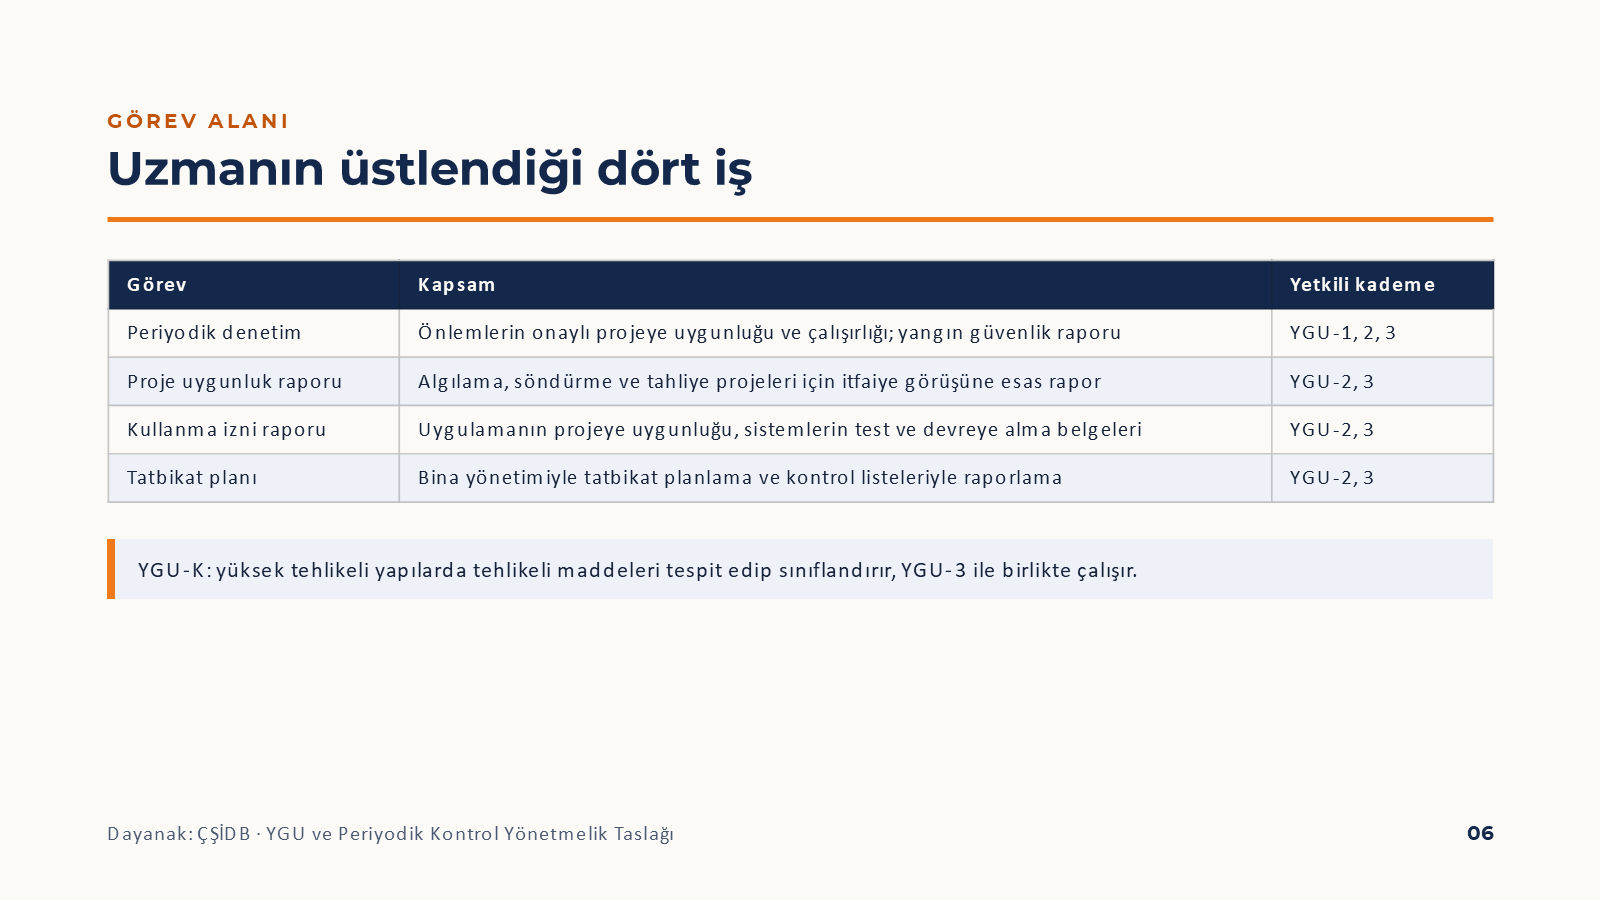 GÖREV ALANI
Uzmanın üstlendiği dört iş
Görev Kapsam Yetkili kademe
Periyodik denetim Önlemlerin onaylı projeye uygunluğu ve çalışırlığı; yangın güvenlik raporu YGU-1, 2, 3
Proje uygunluk raporu Algılama, söndürme ve tahliye projeleri için itfaiye görüşüne esas rapor YGU-2, 3
Kullanma izni raporu Uygulamanın projeye uygunluğu, sistemlerin test ve devreye alma belgeleri YGU-2, 3
Tatbikat planı Bina yönetimiyle tatbikat planlama ve kontrol listeleriyle raporlama YGU-2, 3
YGU-K: yüksek tehlikeli yapılarda tehlikeli maddeleri tespit edip sınıflandırır, YGU-3 ile birlikte çalışır.
Dayanak: ÇŞİDB · YGU ve Periyodik Kontrol Yönetmelik Taslağı 06